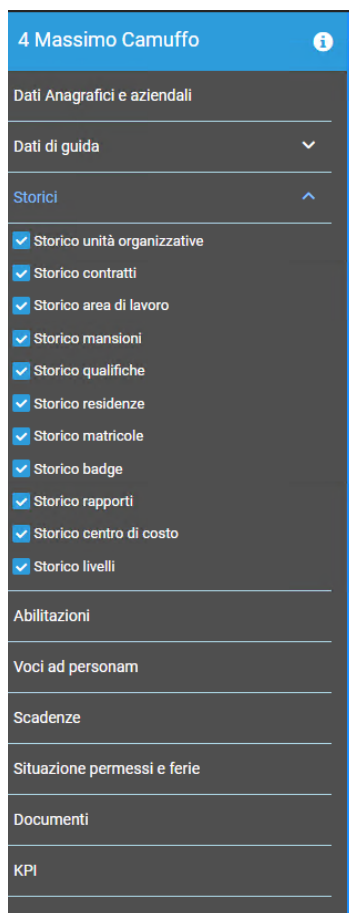 4 Massimo Camuffo
Dati Anagrafici e aziendali
Dati di guida
Storici
Storico unità organizzative
Storico contratti
Storico area di lavoro
Storico mansioni
Storico qualifiche
Storico residenze
Storico matricole
Storico badge
Storico rapporti
Storico centro di costo
Storico livelli
Abilitazioni
Voci ad personam
Scadenze
Situazione permessi e ferie
Documenti
KPI